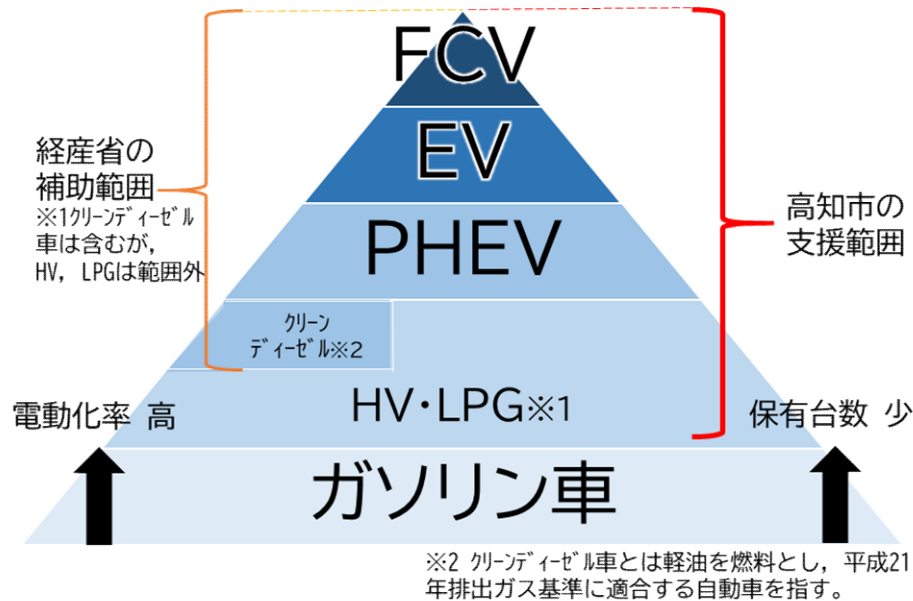 FCV
EV
PHEV
経産省の
補助範囲
※1ｸﾘｰﾝﾃﾞｨｰｾﾞﾙ
車は含むが，
HV，LPGは範囲外
高知市の
支援範囲
ｸﾘｰﾝ
ﾃﾞｨｰｾﾞﾙ※2
HV・LPG※1
電動化率 高
保有台数 少
ガソリン車
※2 ｸﾘｰﾝﾃﾞｨｰｾﾞﾙ車とは軽油を燃料とし，平成21
年排出ガス基準に適合する自動車を指す。